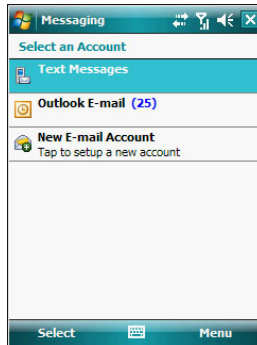 Messaging
Select an Account
Text Messages
Outlook E-mail (25)
New E-mail Account
Tap to setup a new account
Select Menu